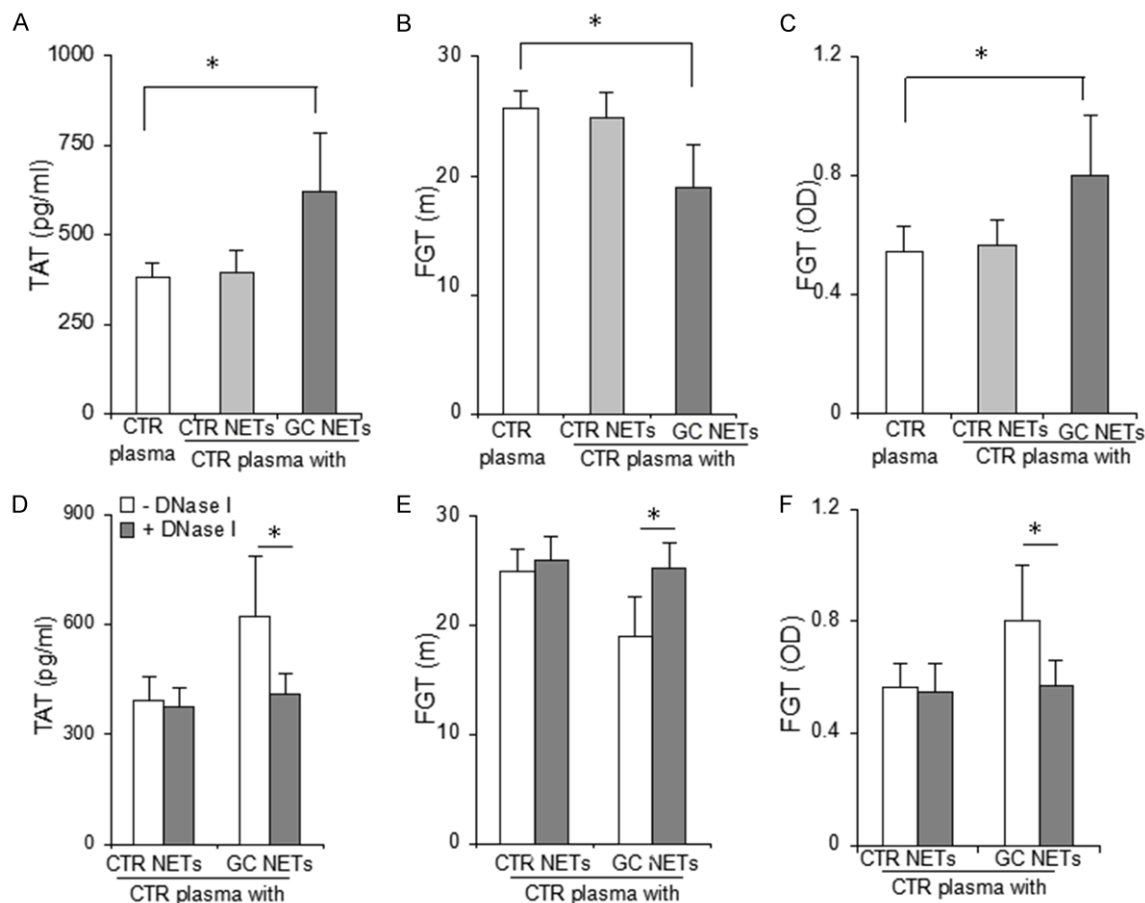 A
TAT (pg/ml)
1000
750
500
250
0
*
CTR
plasma
CTR NETs
GC NETs
CTR plasma with
B
FGT (m)
30
20
10
0
*
CTR
plasma
CTR NETs
GC NETs
CTR plasma with
C
FGT (OD)
1.2
0.8
0.4
0
*
CTR
plasma
CTR NETs
GC NETs
CTR plasma with
D
- DNase I
+ DNase I
TAT (pg/ml)
900
600
300
0
*
CTR NETs
GC NETs
CTR plasma with
E
FGT (m)
30
20
10
0
*
CTR NETs
GC NETs
CTR plasma with
F
FGT (OD)
1.2
0.8
0.4
0
*
CTR NETs
GC NETs
CTR plasma with